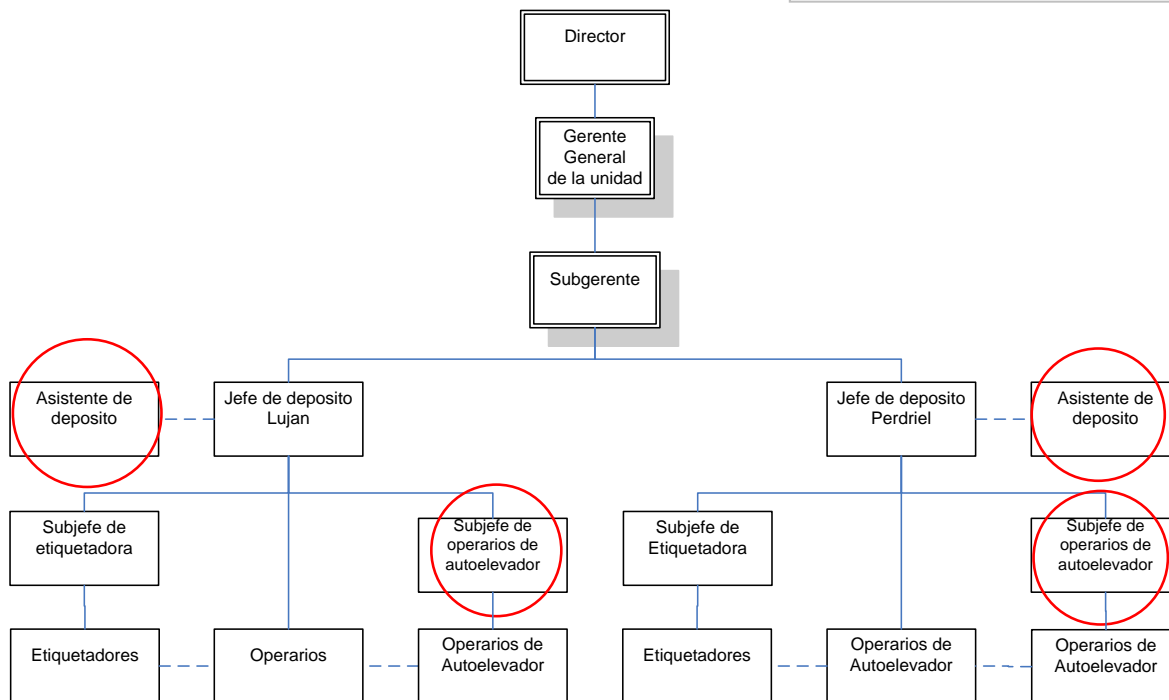 Director
Gerente
General
de la unidad
Subgerente
Asistente de
deposito
Jefe de deposito
Lujan
Jefe de deposito
Perdriel
Asistente de
deposito
Subjefe de
etiquetadora
Subjefe de
operarios de
autoelevador
Subjefe de
Etiquetadora
Subjefe de
operarios de
autoelevador
Etiquetadores
Operarios
Operarios de
Autoelevador
Etiquetadores
Operarios de
Autoelevador
Operarios de
Autoelevador